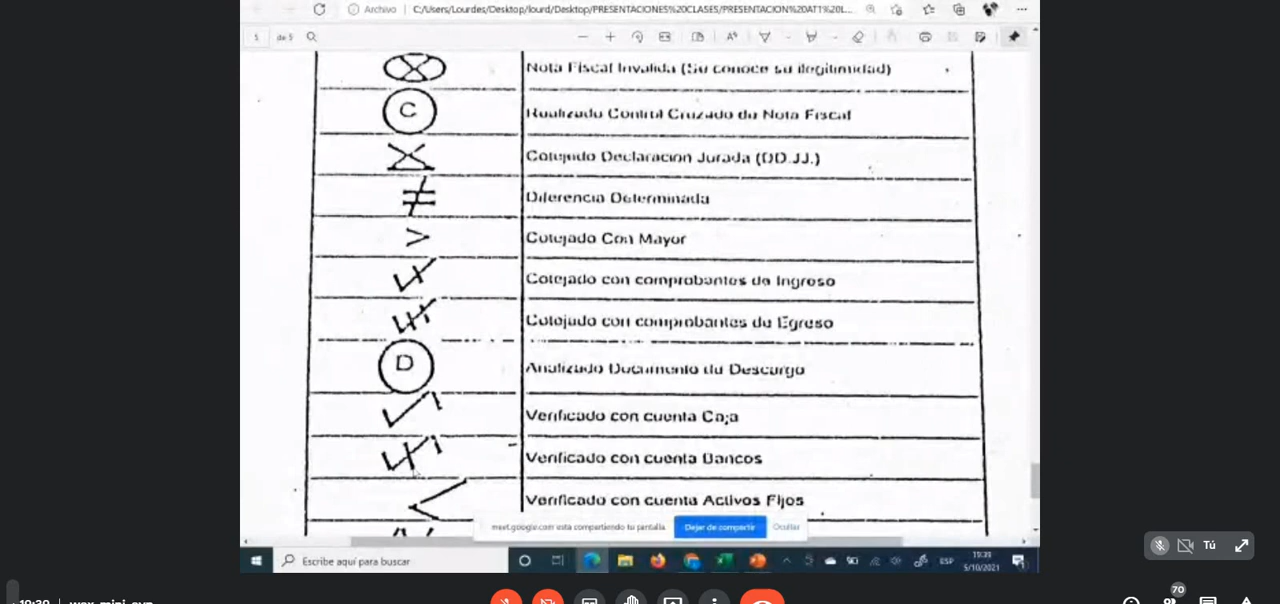 Archivo | C:/Users/Lourdes/Desktop/lourd/Desktop/PRESENTACIONES%20CLASES/PRESENTACION%20AT1%20L...
5 de 5
Nota Fiscal Invalida (Su conoce su ilegitimidad)
C Realizado Control Cruzado de Nota Fiscal
Cotejado Declaracion Jurada (DD.JJ.)
≠ Diferencia Determinada
> Cotejado Con Mayor
Cotejado con comprobantes de Ingreso
Cotejado con comprobantes de Egreso
D Analizado Documento de Descargo
Verificado con cuenta Caja
Verificado con cuenta Bancos
Verificado con cuenta Activos Fijos
meet.google.com esta compartiendo tu pantalla. Dejar de compartir Ocultar
Tú
Escribe aquí para buscar
ESP
19:39
5/10/2021
70